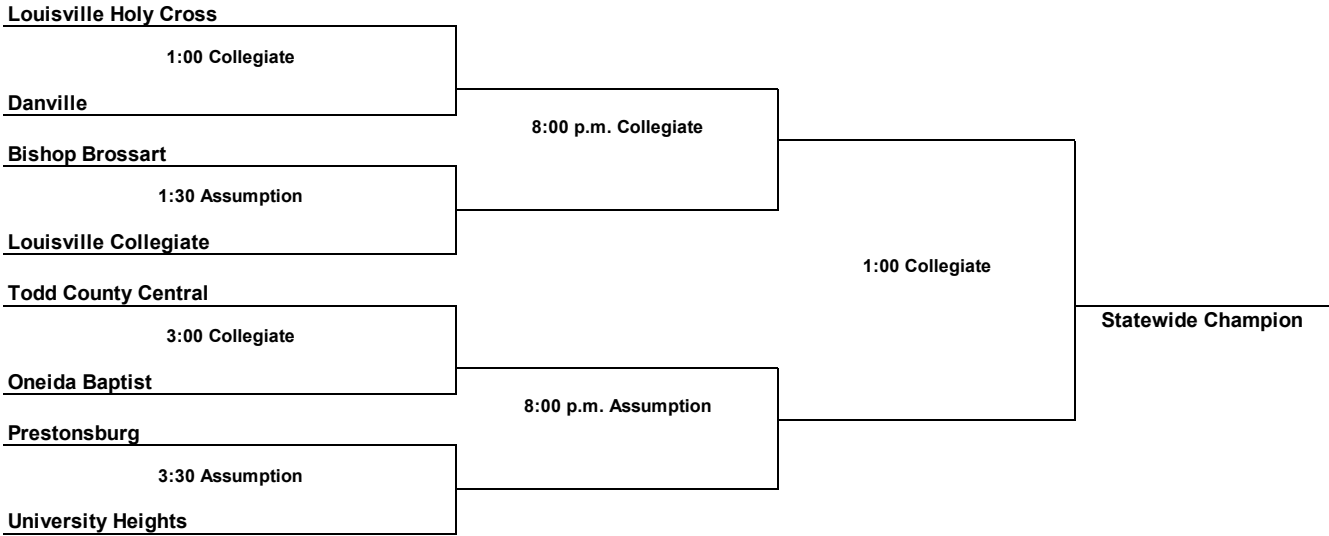 Louisville Holy Cross
1:00 Collegiate
Danville
8:00 p.m. Collegiate
Bishop Brossart
1:30 Assumption
Louisville Collegiate
1:00 Collegiate
Todd County Central
Statewide Champion
3:00 Collegiate
Oneida Baptist
8:00 p.m. Assumption
Prestonsburg
3:30 Assumption
University Heights